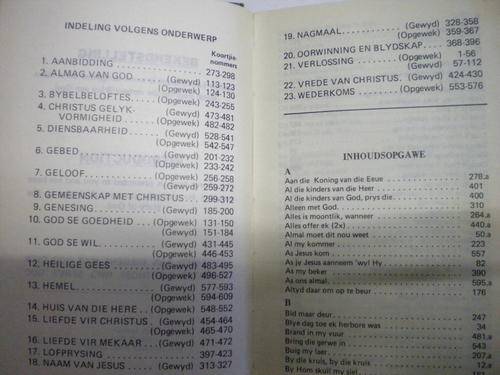 INDELING VOLGENS ONDERWERP
Koortjie-
nommers
1. AANBIDDING ................ 273-298
2. ALMAG VAN GOD ...... (Gewyd) 113-123
(Opgewek) 124-130
3. BYBELBELOFTES ............. 243-255
4. CHRISTUS GELYK- (Gewyd) 473-481
VORMIGHEID ....... (Opgewek) 482-482
5. DIENSBAARHEID ....... (Gewyd) 528-541
(Opgewek) 542-547
6. GEBED ................ (Gewyd) 201-232
(Opgewek) 233-242
7. GELOOF ............. (Opgewek) 256-258
(Gewyd) 259-272
8. GEMEENSKAP MET CHRISTUS .. 299-312
9. GENESING ............ (Gewyd) 185-200
10. GOD SE GOEDHEID .. (Opgewek) 131-150
(Gewyd) 151-184
11. GOD SE WIL ........... (Gewyd) 431-445
(Opgewek) 446-453
12. HEILIGE GEES ......... (Gewyd) 483-495
(Opgewek) 496-527
13. HEMEL ................ (Gewyd) 577-593
(Opgewek) 594-609
14. HUIS VAN DIE HERE .. (Opgewek) 548-552
15. LIEFDE VIR CHRISTUS . (Gewyd) 454-464
(Opgewek) 465-470
16. LIEFDE VIR MEKAAR .... (Gewyd) 471-472
17. LOFPRYSING ................ 397-423
18. NAAM VAN JESUS ..... (Gewyd) 313-327
19. NAGMAAL ............ (Gewyd) 328-358
(Opgewek) 359-367
20. OORWINNING EN BLYDSKAP.. 368-396
21. VERLOSSING ....... (Opgewek) 1-56
(Gewyd) 57-112
22. VREDE VAN CHRISTUS. (Gewyd) 424-430
23. WEDERKOMS ....... (Opgewek) 553-576
INHOUDSOPGAWE
A
Aan die Koning van die Eeue 278.a
Al die kinders van die Heer 401
Al die kinders van God, prys die 400
Alleen met God 310
Alles is moontlik, wanneer 264.a
Alles offer ek (2x) 440.a
Almal moet dit nou weet 50.a
Al my kommer 223
As Jesus kom 557
As jy Jesus aanneem 'wy! Hy 82
As my beker 390
As ons almal 595.a
Altyd daar om op te beur 176
B
Bid maar deur 247
Blye dag toe ek herbore was 34
Brand in my vuur 481.a
Bring die gerwe in 543
Buig my laer 207.a
By die kruis, by die kruis 12.a
By Hom skuil my siel